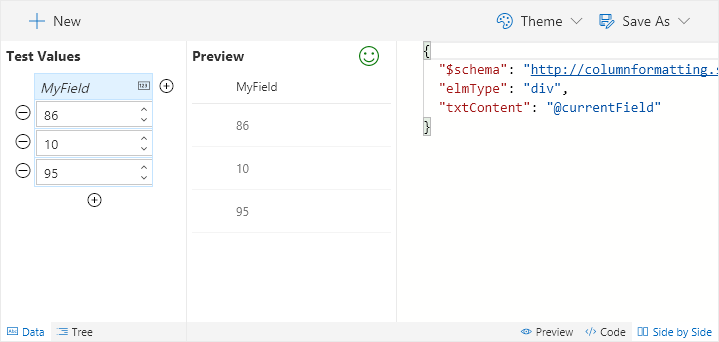 New
Theme
Save As
Test Values
Preview
MyField
MyField
86
10
95
86
10
95
{
"$schema": "http://columnformatting.s
"elmType": "div",
"txtContent": "@currentField"
}
Data
Tree
Preview
Code
Side by Side